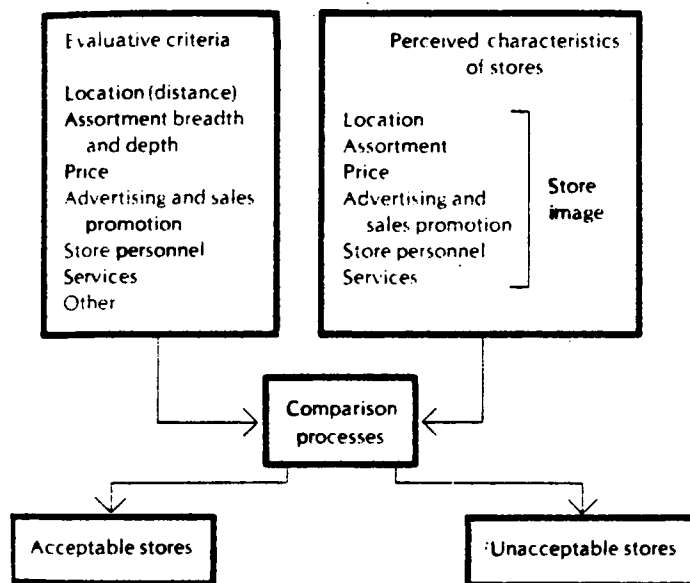 Evaluative criteria
Location (distance)
Assortment breadth
and depth
Price
Advertising and sales
promotion
Store personnel
Services
Other
Perceived characteristics
of stores
Location
Assortment
Price
Advertising and
sales promotion
Store personnel
Services
Store
image
Comparison
processes
Acceptable stores
Unacceptable stores